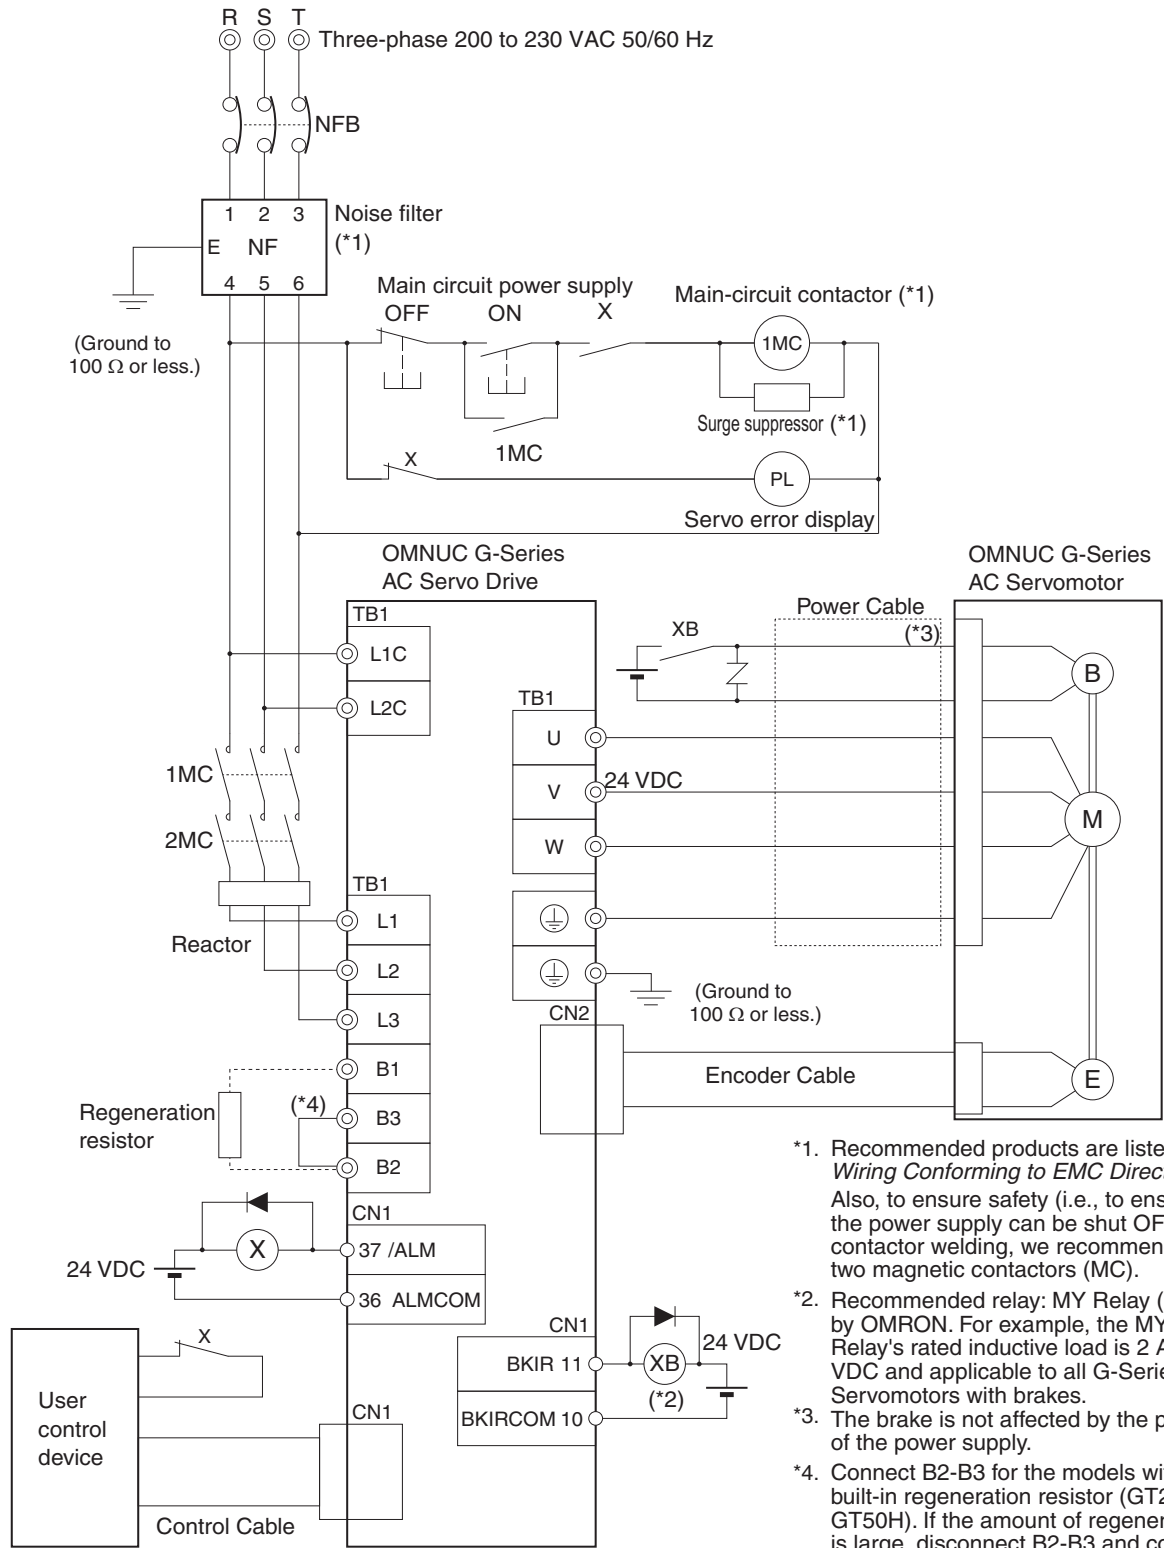 R S T
Three-phase 200 to 230 VAC 50/60 Hz
NFB
1 2 3
Noise filter
(*1)
E NF
4 5 6
(Ground to
100 Ω or less.)
Main circuit power supply
OFF ON X
Main-circuit contactor (*1)
1MC
Surge suppressor (*1)
1MC
X
PL
Servo error display
OMNUC G-Series
AC Servo Drive
OMNUC G-Series
AC Servomotor
TB1
L1C
L2C
XB
Power Cable
(*3)
B
TB1
U
V
W
24 VDC
M
1MC
2MC
Reactor
TB1
L1
L2
L3
B1
B3
B2
(Ground to
100 Ω or less.)
CN2
Encoder Cable
E
Regeneration
resistor
(*4)
CN1
37 /ALM
36 ALMCOM
X
24 VDC
X
User
control
device
CN1
Control Cable
CN1
BKIR 11
BKIRCOM 10
XB
(*2)
24 VDC
*1. Recommended products are liste
Wiring Conforming to EMC Direc
Also, to ensure safety (i.e., to ens
the power supply can be shut OF
contactor welding, we recommen
two magnetic contactors (MC).
*2. Recommended relay: MY Relay (
by OMRON. For example, the MY
Relay's rated inductive load is 2 A
VDC and applicable to all G-Serie
Servomotors with brakes.
*3. The brake is not affected by the p
of the power supply.
*4. Connect B2-B3 for the models wi
built-in regeneration resistor (GT2
GT50H). If the amount of regener
is large, disconnect B2-B3 and co